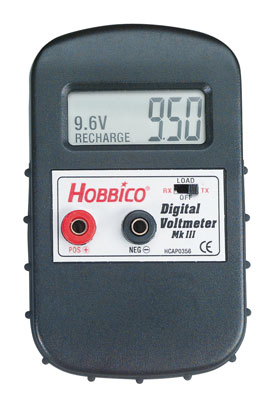 9.6V 9.50
RECHARGE
HOBBICO®
LOAD
RX TX
OFF
Digital
Voltmeter
Mk III
POS + NEG −
HCAP0356 CE